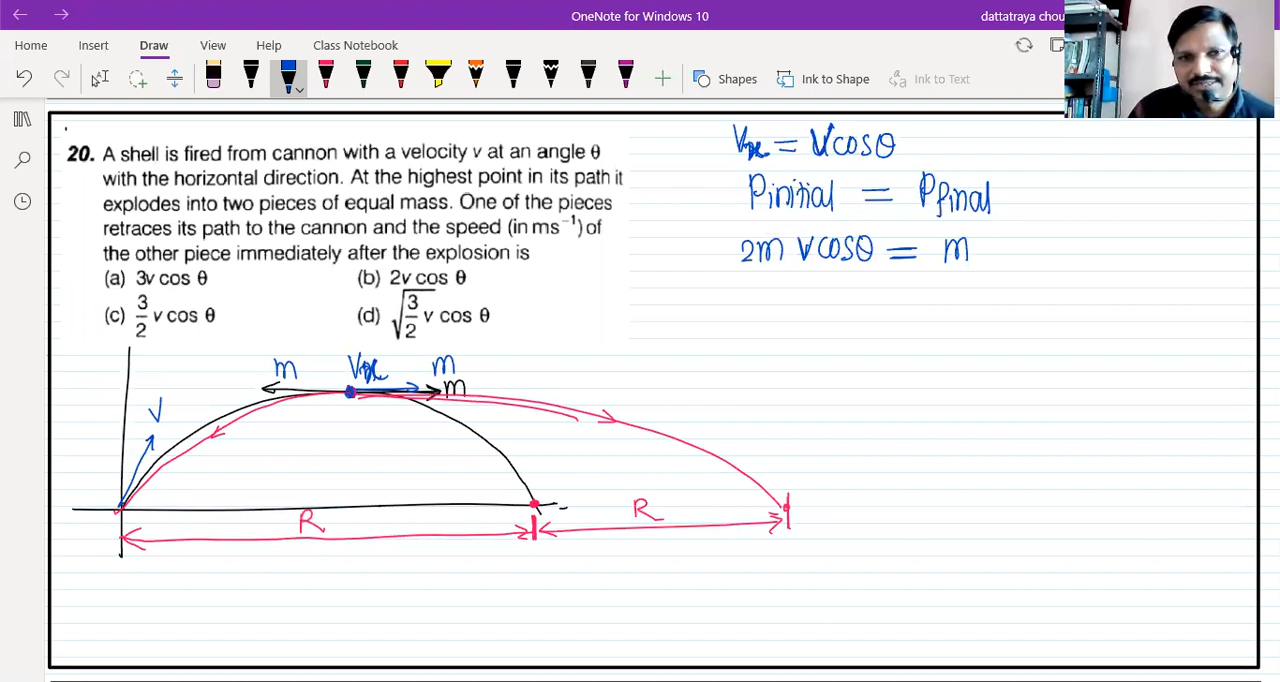 OneNote for Windows 10
dattatraya chou
Home Insert Draw View Help Class Notebook
Shapes Ink to Shape Ink to Text
20. A shell is fired from cannon with a velocity v at an angle θ
with the horizontal direction. At the highest point in its path it
explodes into two pieces of equal mass. One of the pieces
retraces its path to the cannon and the speed (in ms⁻¹) of
the other piece immediately after the explosion is
(a) 3v cos θ (b) 2v cos θ
(c) 3/2 v cos θ (d) √(3/2 v) cos θ
Vx = Vcosθ
Pinitial = Pfinal
2m Vcosθ = m
m Vx m
m
V
R R